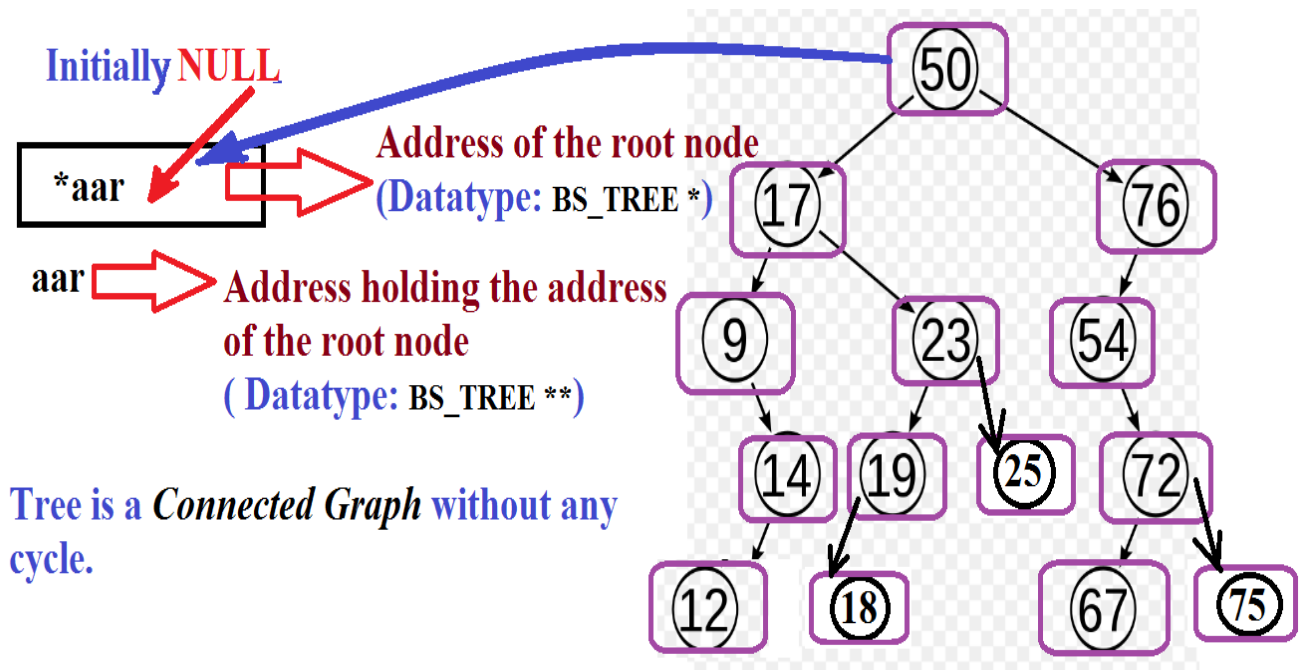 Initially NULL
50
Address of the root node
*aar
(Datatype: BS_TREE *)
17
76
aar
Address holding the address
of the root node
( Datatype: BS_TREE **)
9
23
54
14
19
25
72
Tree is a Connected Graph without any
cycle.
12
18
67
75